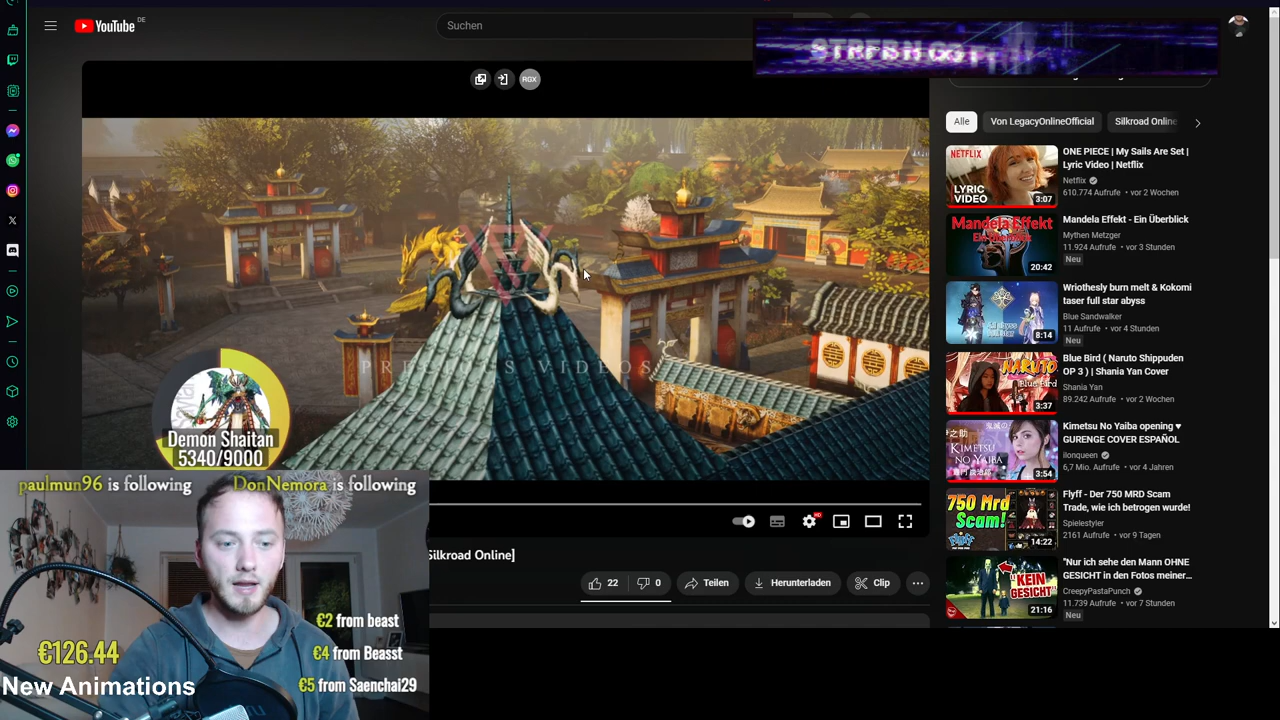 YouTube DE
Suchen
RGX
Alle
Von LegacyOnlineOfficial
Silkroad Online
NETFLIX
LYRIC
VIDEO
3:07
ONE PIECE | My Sails Are Set |
Lyric Video | Netflix
Netflix
610.774 Aufrufe • vor 2 Wochen
Mandela Effekt
20:42
Mandela Effekt - Ein Überblick
Mythen Metzger
11.924 Aufrufe • vor 3 Stunden
Neu
8:14
Wriothesly burn melt & Kokomi
taser full star abyss
Blue Sandwalker
11 Aufrufe • vor 4 Stunden
Neu
NARUTO
3:37
Blue Bird ( Naruto Shippuden
OP 3 ) | Shania Yan Cover
Shania Yan
89.242 Aufrufe • vor 2 Wochen
KIMETSU
NO YAIBA
3:54
Kimetsu No Yaiba opening ♥
GURENGE COVER ESPAÑOL
ilonqueen
6,7 Mio. Aufrufe • vor 4 Jahren
750 Mrd
Scam!
14:22
Flyff - Der 750 MRD Scam
Trade, wie ich betrogen wurde!
Spielestyler
2161 Aufrufe • vor 9 Tagen
"KEIN
GESICHT"
21:16
"Nur ich sehe den Mann OHNE
GESICHT in den Fotos meiner...
CreepyPastaPunch
11.739 Aufrufe • vor 7 Stunden
Neu
Demon Shaitan
5340/9000
HD
Silkroad Online]
22
0
Teilen
Herunterladen
Clip
paulmun96 is following
DonNemora is following
€2 from beast
€4 from Beasst
€5 from Saenchai29
€126.44
New Animations